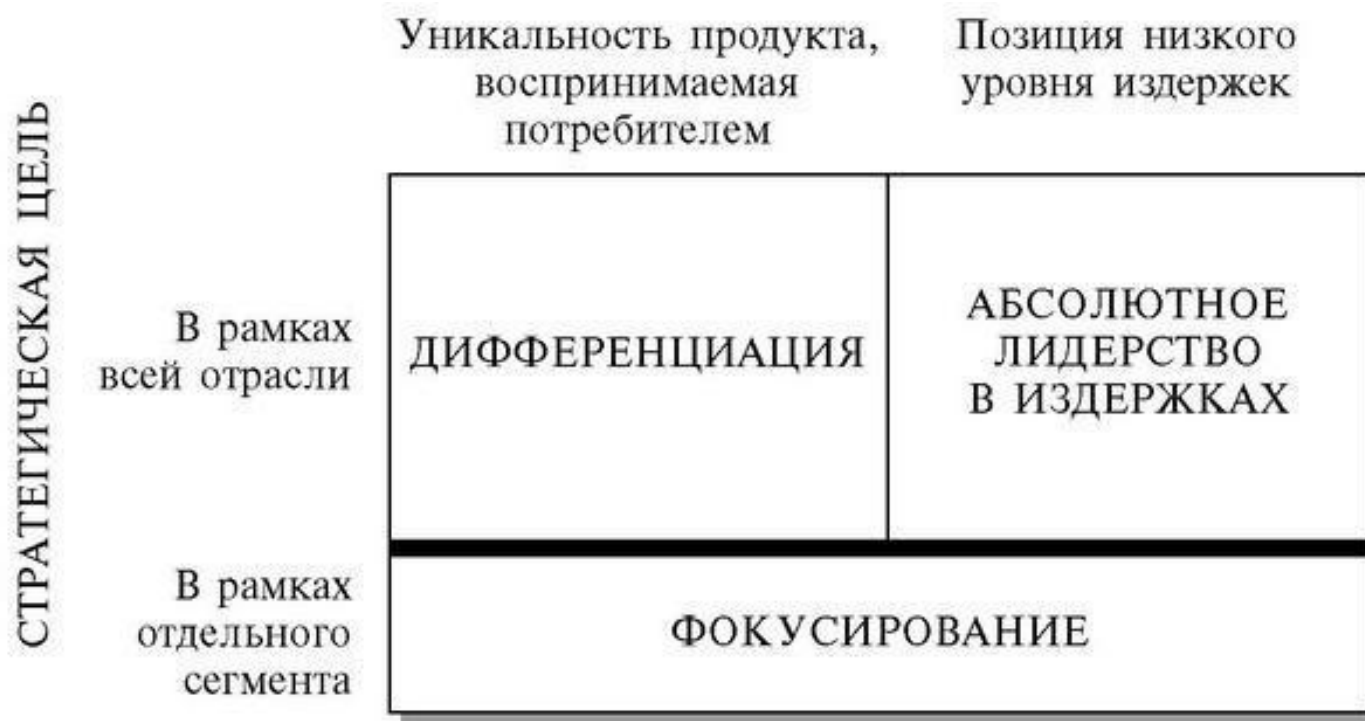 Уникальность продукта,
воспринимаемая
потребителем
Позиция низкого
уровня издержек
СТРАТЕГИЧЕСКАЯ ЦЕЛЬ
В рамках
всей отрасли
ДИФФЕРЕНЦИАЦИЯ
АБСОЛЮТНОЕ
ЛИДЕРСТВО
В ИЗДЕРЖКАХ
В рамках
отдельного
сегмента
ФОКУСИРОВАНИЕ